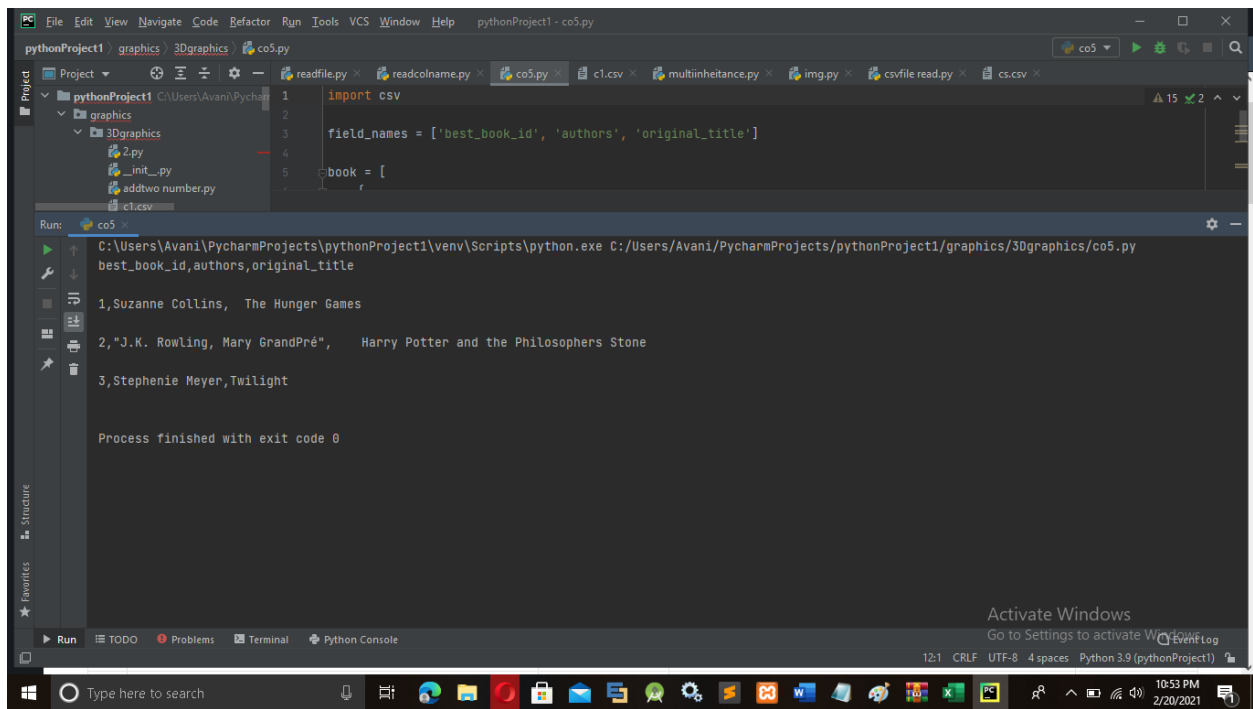 File Edit View Navigate Code Refactor Run Tools VCS Window Help pythonProject1 - co5.py
pythonProject1 graphics 3Dgraphics co5.py co5
Project readfile.py readcolname.py co5.py c1.csv multiinheitance.py img.py csvfile read.py cs.csv
Project
pythonProject1 C:\Users\Avani\Pycharm 1 import csv 15 2
graphics 2
3Dgraphics 3 field_names = ['best_book_id', 'authors', 'original_title']
2.py 4
__init__.py 5 book = [
addtwo number.py {
c1.csv
Run: co5
C:\Users\Avani\PycharmProjects\pythonProject1\venv\Scripts\python.exe C:/Users/Avani/PycharmProjects/pythonProject1/graphics/3Dgraphics/co5.py
best_book_id,authors,original_title
1,Suzanne Collins,  The Hunger Games
2,"J.K. Rowling, Mary GrandPré",    Harry Potter and the Philosophers Stone
3,Stephenie Meyer,Twilight
Process finished with exit code 0
Structure
Favorites
Activate Windows
Go to Settings to activate Windows.
Run TODO Problems Terminal Python Console Event Log
12:1 CRLF UTF-8 4 spaces Python 3.9 (pythonProject1)
Type here to search
10:53 PM
2/20/2021
1